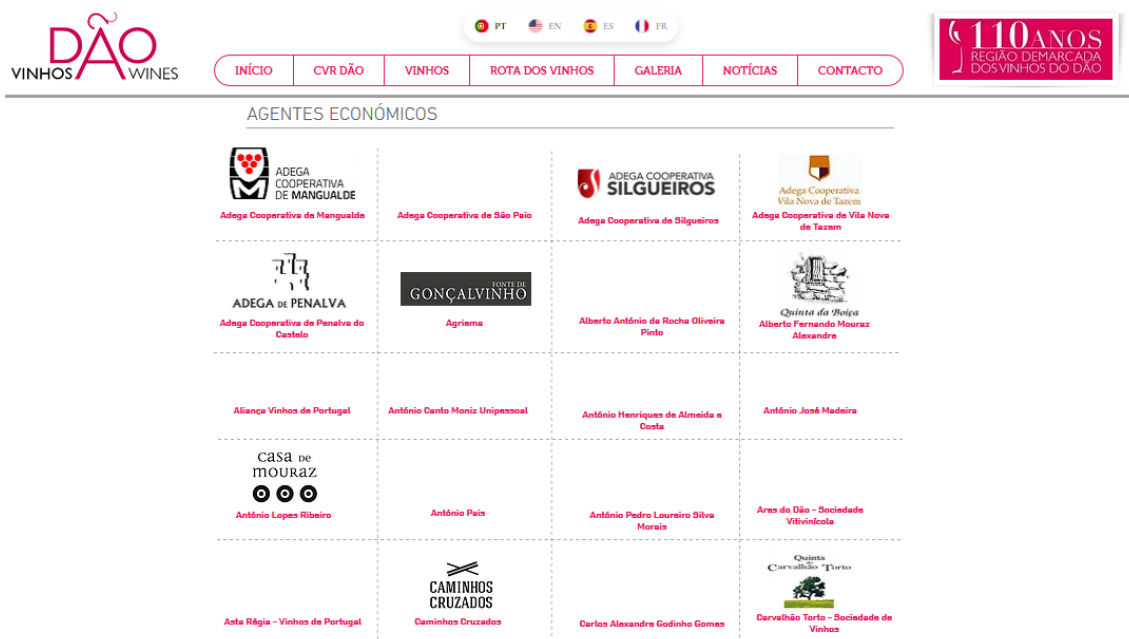 DÃO
VINHOS WINES
PT EN ES FR
INÍCIO CVR DÃO VINHOS ROTA DOS VINHOS GALERIA NOTÍCIAS CONTACTO
110 ANOS
REGIÃO DEMARCADA
DOS VINHOS DO DÃO
AGENTES ECONÓMICOS
ADEGA
COOPERATIVA
DE MANGUALDE
Adega Cooperativa de Mangualde
Adega Cooperativa de São Paio
ADEGA COOPERATIVA
SILGUEIROS
Adega Cooperativa de Silgueiros
Adega Cooperativa
Vila Nova de Tazem
Adega Cooperativa de Vila Nova
de Tazem
ADEGA DE PENALVA
Adega Cooperativa de Penalva do
Castelo
FONTE DE
GONÇALVINHO
Agriema
Alberto António da Rocha Oliveira
Pinto
Quinta da Boiça
Alberto Fernando Mouraz
Alexandre
Aliança Vinhos de Portugal
António Canto Moniz Unipessoal
António Henriques de Almeida e
Costa
António José Madeira
casa de
mouraz
António Lopes Ribeiro
António Pais
António Pedro Loureiro Silva
Morais
Ares do Dão - Sociedade
Vitivinícola
Asta Régia - Vinhos de Portugal
CAMINHOS
CRUZADOS
Caminhos Cruzados
Carlos Alexandre Godinho Gomes
Quinta
do
Carvalhão Torto
Carvalhão Torto - Sociedade de
Vinhos